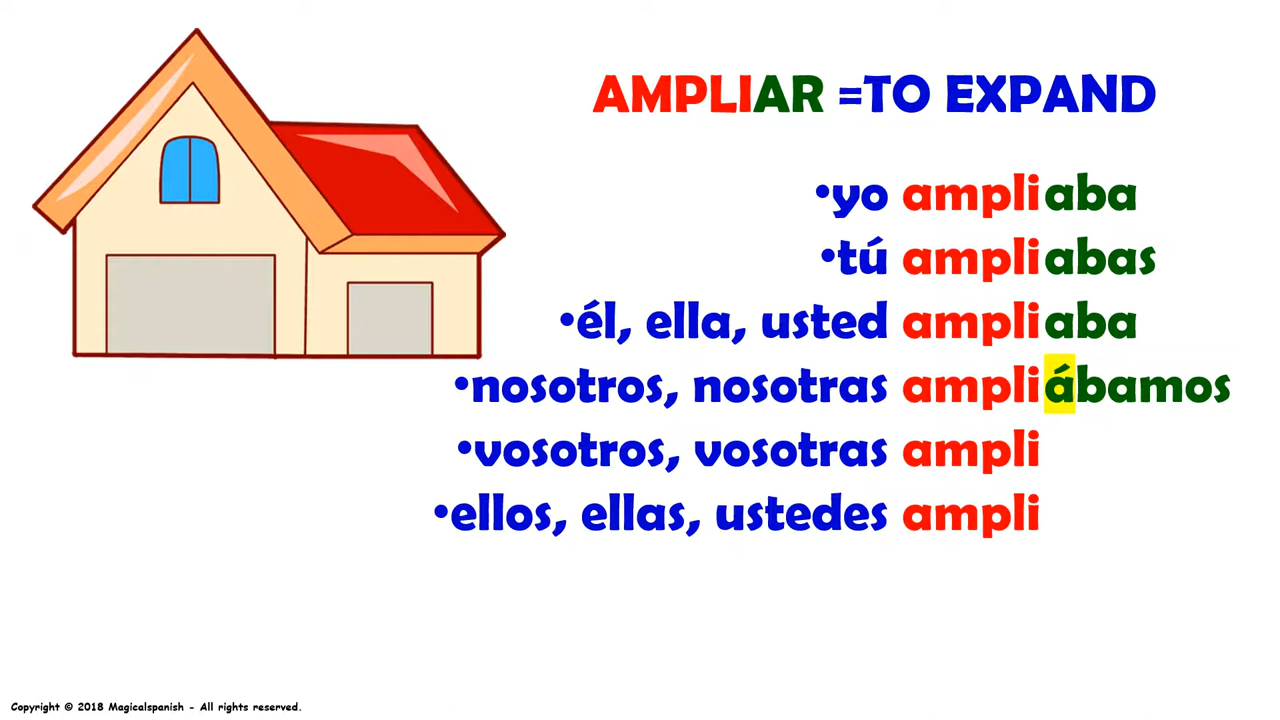 AMPLIAR =TO EXPAND
•yo ampliaba
•tú ampliabas
•él, ella, usted ampliaba
•nosotros, nosotras ampliábamos
•vosotros, vosotras ampli
•ellos, ellas, ustedes ampli
Copyright © 2018 Magicalspanish - All rights reserved.